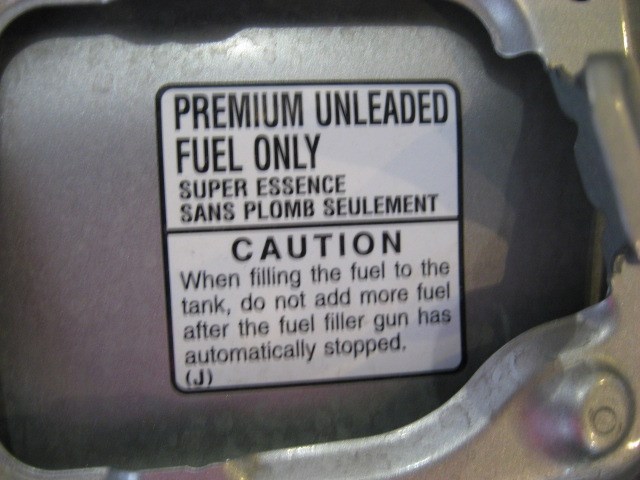 PREMIUM UNLEADED
FUEL ONLY
SUPER ESSENCE
SANS PLOMB SEULEMENT
CAUTION
When filling the fuel to the
tank, do not add more fuel
after the fuel filler gun has
automatically stopped.
(J)